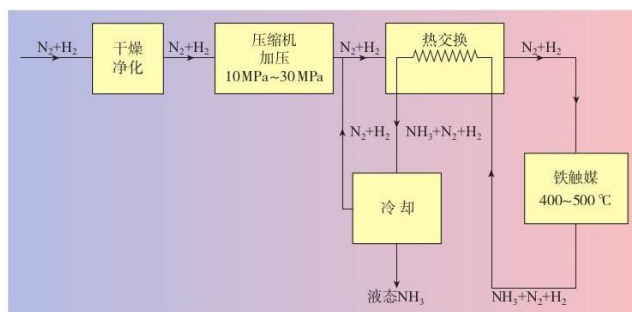 N₂+H₂
干燥
净化
N₂+H₂
压缩机
加压
10MPa~30MPa
N₂+H₂
热交换
N₂+H₂
N₂+H₂
NH₃+N₂+H₂
铁触媒
400~500 ℃
冷却
液态NH₃
NH₃+N₂+H₂